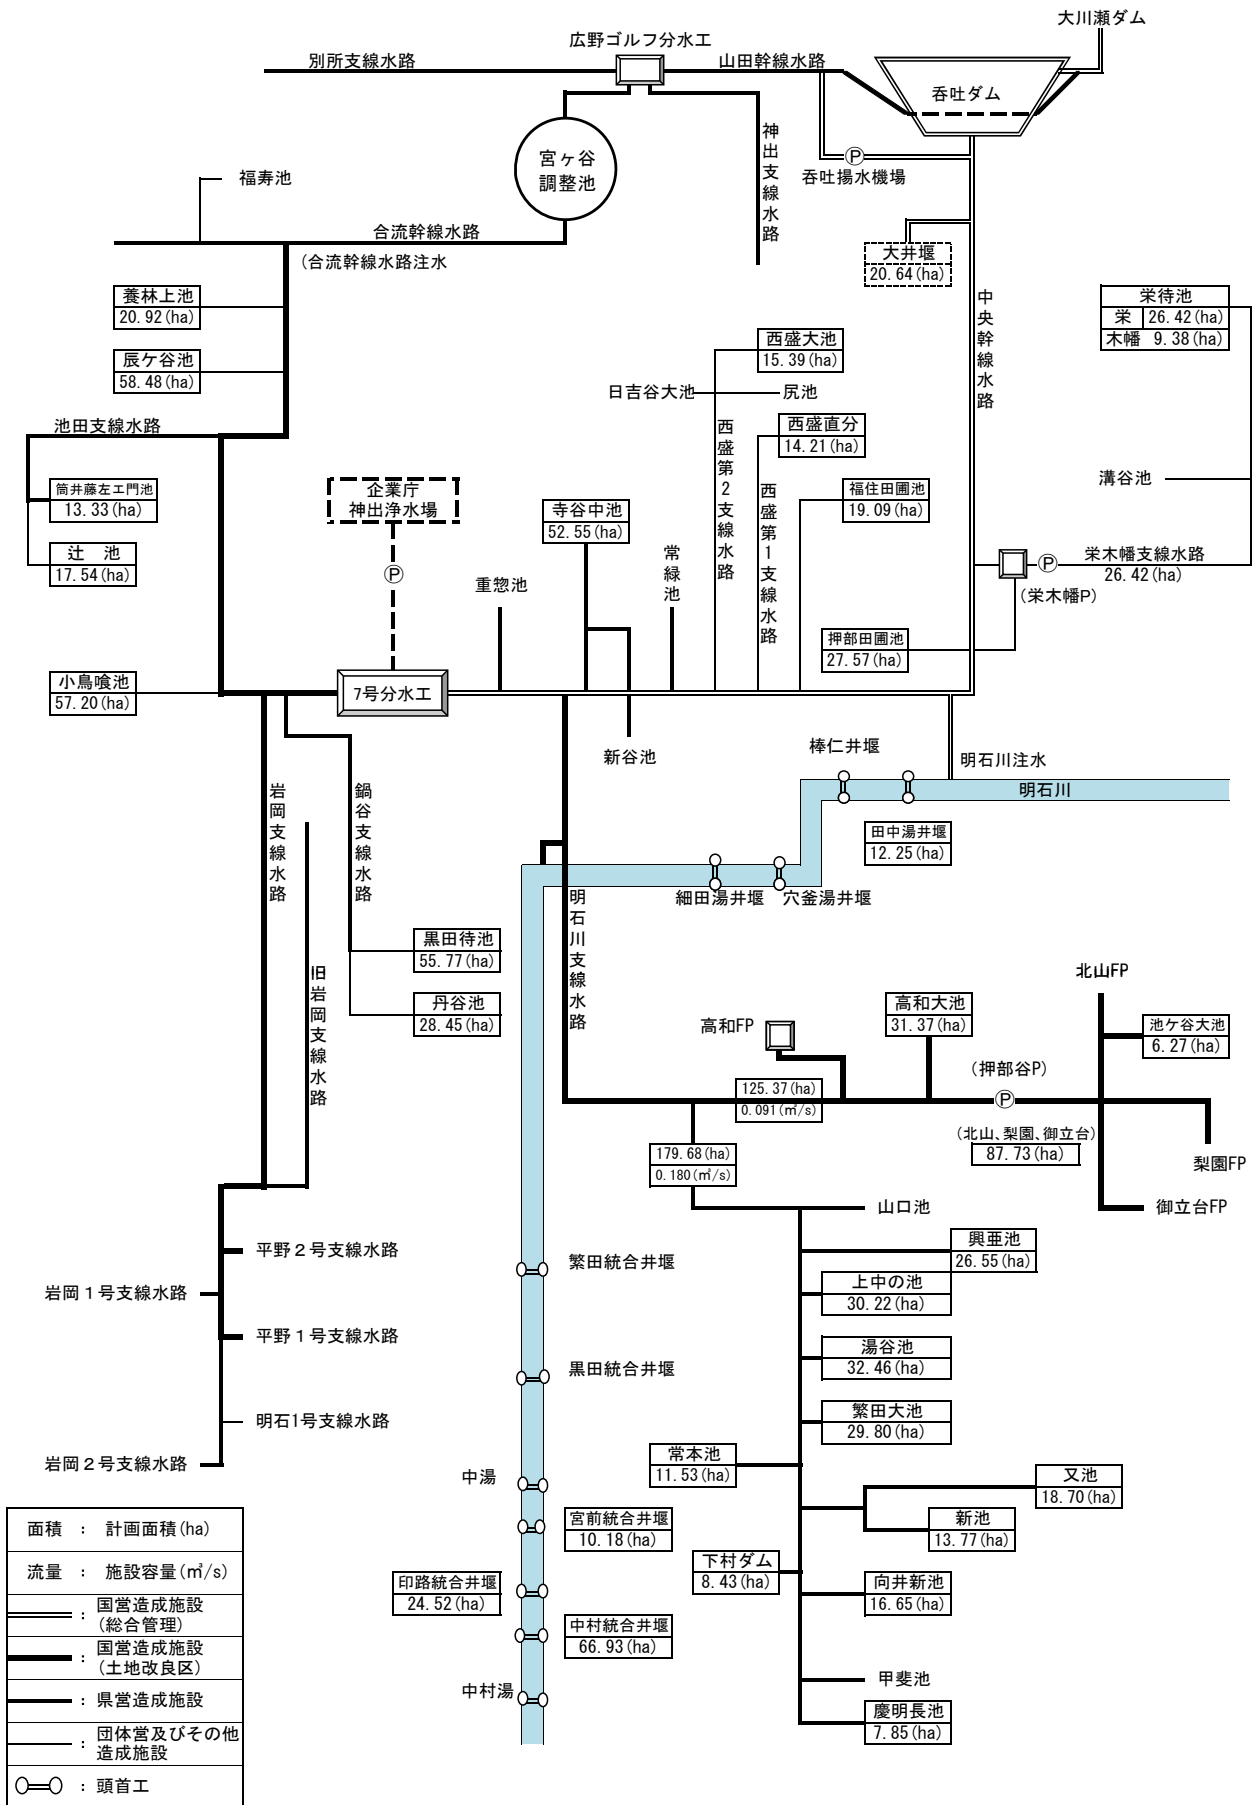 大川瀬ダム
広野ゴルフ分水工
別所支線水路
山田幹線水路
呑吐ダム
神出支線水路
宮ヶ谷
調整池
P
呑吐揚水機場
福寿池
合流幹線水路
(合流幹線水路注水
大井堰
20.64(ha)
中央幹線水路
養林上池
20.92(ha)
栄待池
栄 26.42(ha)
木幡 9.38(ha)
西盛大池
15.39(ha)
辰ケ谷池
58.48(ha)
日吉谷大池
尻池
池田支線水路
西盛第2支線水路
西盛直分
14.21(ha)
溝谷池
筒井藤左エ門池
13.33(ha)
企業庁
神出浄水場
西盛第1支線水路
福住田圃池
19.09(ha)
寺谷中池
52.55(ha)
辻 池
17.54(ha)
P
重惣池
常緑池
P
栄木幡支線水路
26.42(ha)
(栄木幡P)
押部田圃池
27.57(ha)
小鳥喰池
57.20(ha)
7号分水工
新谷池
棒仁井堰
明石川注水
明石川
岩岡支線水路
鍋谷支線水路
田中湯井堰
12.25(ha)
細田湯井堰
穴釜湯井堰
明石川支線水路
黒田待池
55.77(ha)
旧岩岡支線水路
丹谷池
28.45(ha)
北山FP
高和FP
高和大池
31.37(ha)
池ケ谷大池
6.27(ha)
(押部谷P)
125.37(ha)
0.091(㎥/s)
P
(北山、梨園、御立台)
87.73(ha)
179.68(ha)
0.180(㎥/s)
梨園FP
山口池
御立台FP
平野2号支線水路
繁田統合井堰
興亜池
26.55(ha)
岩岡1号支線水路
上中の池
30.22(ha)
平野1号支線水路
湯谷池
32.46(ha)
黒田統合井堰
明石1号支線水路
繁田大池
29.80(ha)
岩岡2号支線水路
常本池
11.53(ha)
中湯
又池
18.70(ha)
宮前統合井堰
10.18(ha)
新池
13.77(ha)
下村ダム
8.43(ha)
印路統合井堰
24.52(ha)
向井新池
16.65(ha)
中村統合井堰
66.93(ha)
中村湯
甲斐池
慶明長池
7.85(ha)
面積 : 計画面積(ha)
流量 : 施設容量(㎥/s)
: 国営造成施設
(総合管理)
: 国営造成施設
(土地改良区)
: 県営造成施設
: 団体営及びその他
造成施設
: 頭首工